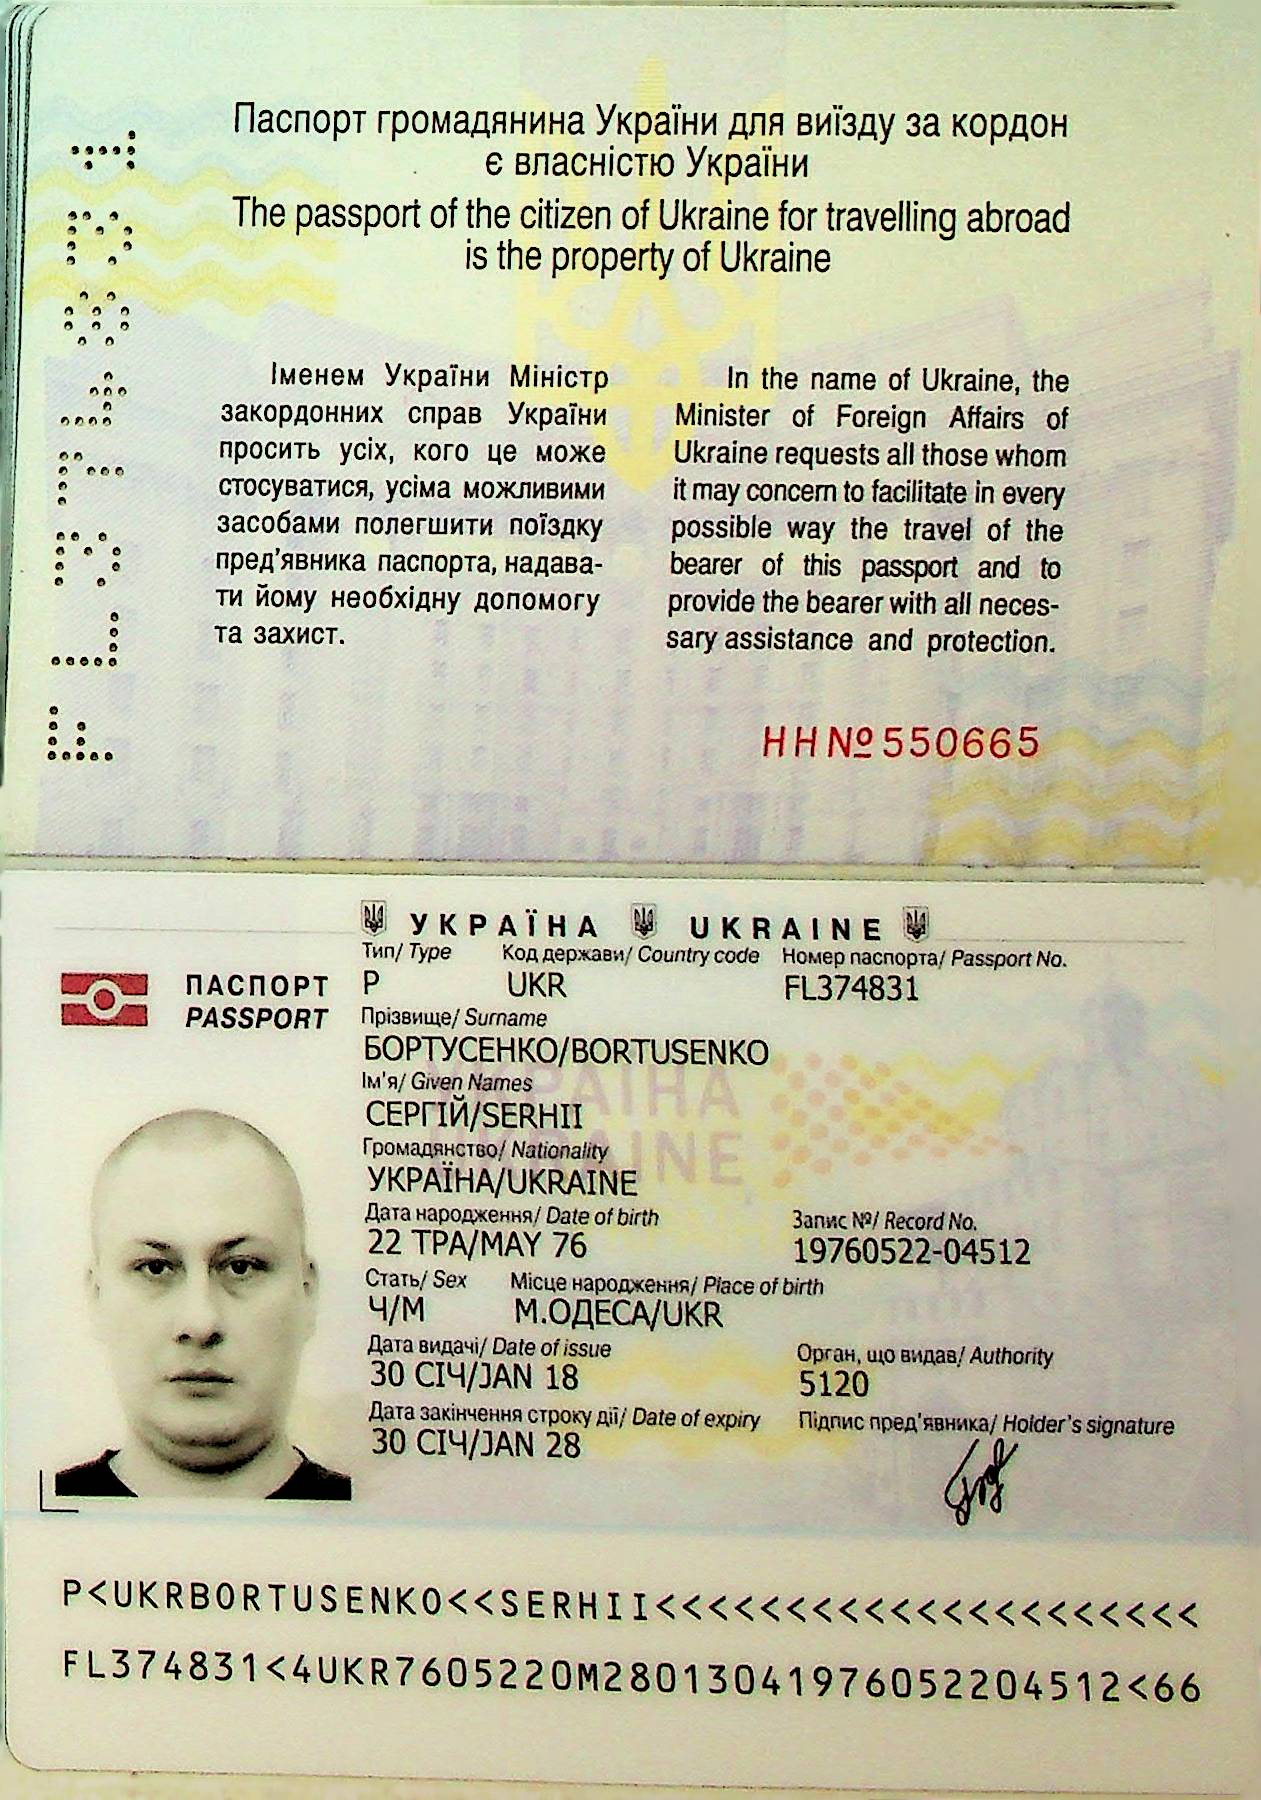 Паспорт громадянина України для виїзду за кордон
є власністю України
The passport of the citizen of Ukraine for travelling abroad
is the property of Ukraine
Іменем України Міністр
закордонних справ України
просить усіх, кого це може
стосуватися, усіма можливими
засобами полегшити поїздку
пред'явника паспорта, надава-
ти йому необхідну допомогу
та захист.
In the name of Ukraine, the
Minister of Foreign Affairs of
Ukraine requests all those whom
it may concern to facilitate in every
possible way the travel of the
bearer of this passport and to
provide the bearer with all neces-
sary assistance and protection.
НН№550665
УКРАЇНА UKRAINE
ПАСПОРТ
PASSPORT
Тип/ Type Код держави/ Country code Номер паспорта/ Passport No.
P UKR FL374831
Прізвище/ Surname
БОРТУСЕНКО/BORTUSENKO
Ім'я/ Given Names
СЕРГІЙ/SERHII
Громадянство/ Nationality
УКРАЇНА/UKRAINE
Дата народження/ Date of birth Запис №/ Record No.
22 ТРА/MAY 76 19760522-04512
Стать/ Sex Місце народження/ Place of birth
Ч/M М.ОДЕСА/UKR
Дата видачі/ Date of issue Орган, що видав/ Authority
30 СІЧ/JAN 18 5120
Дата закінчення строку дії/ Date of expiry Підпис пред'явника/ Holder's signature
30 СІЧ/JAN 28
УКРАЇНА
UKRAINE
P<UKRBORTUSENKO<<SERHII<<<<<<<<<<<<<<<<<<<<<
FL374831<4UKR7605220M28013041976052204512<66